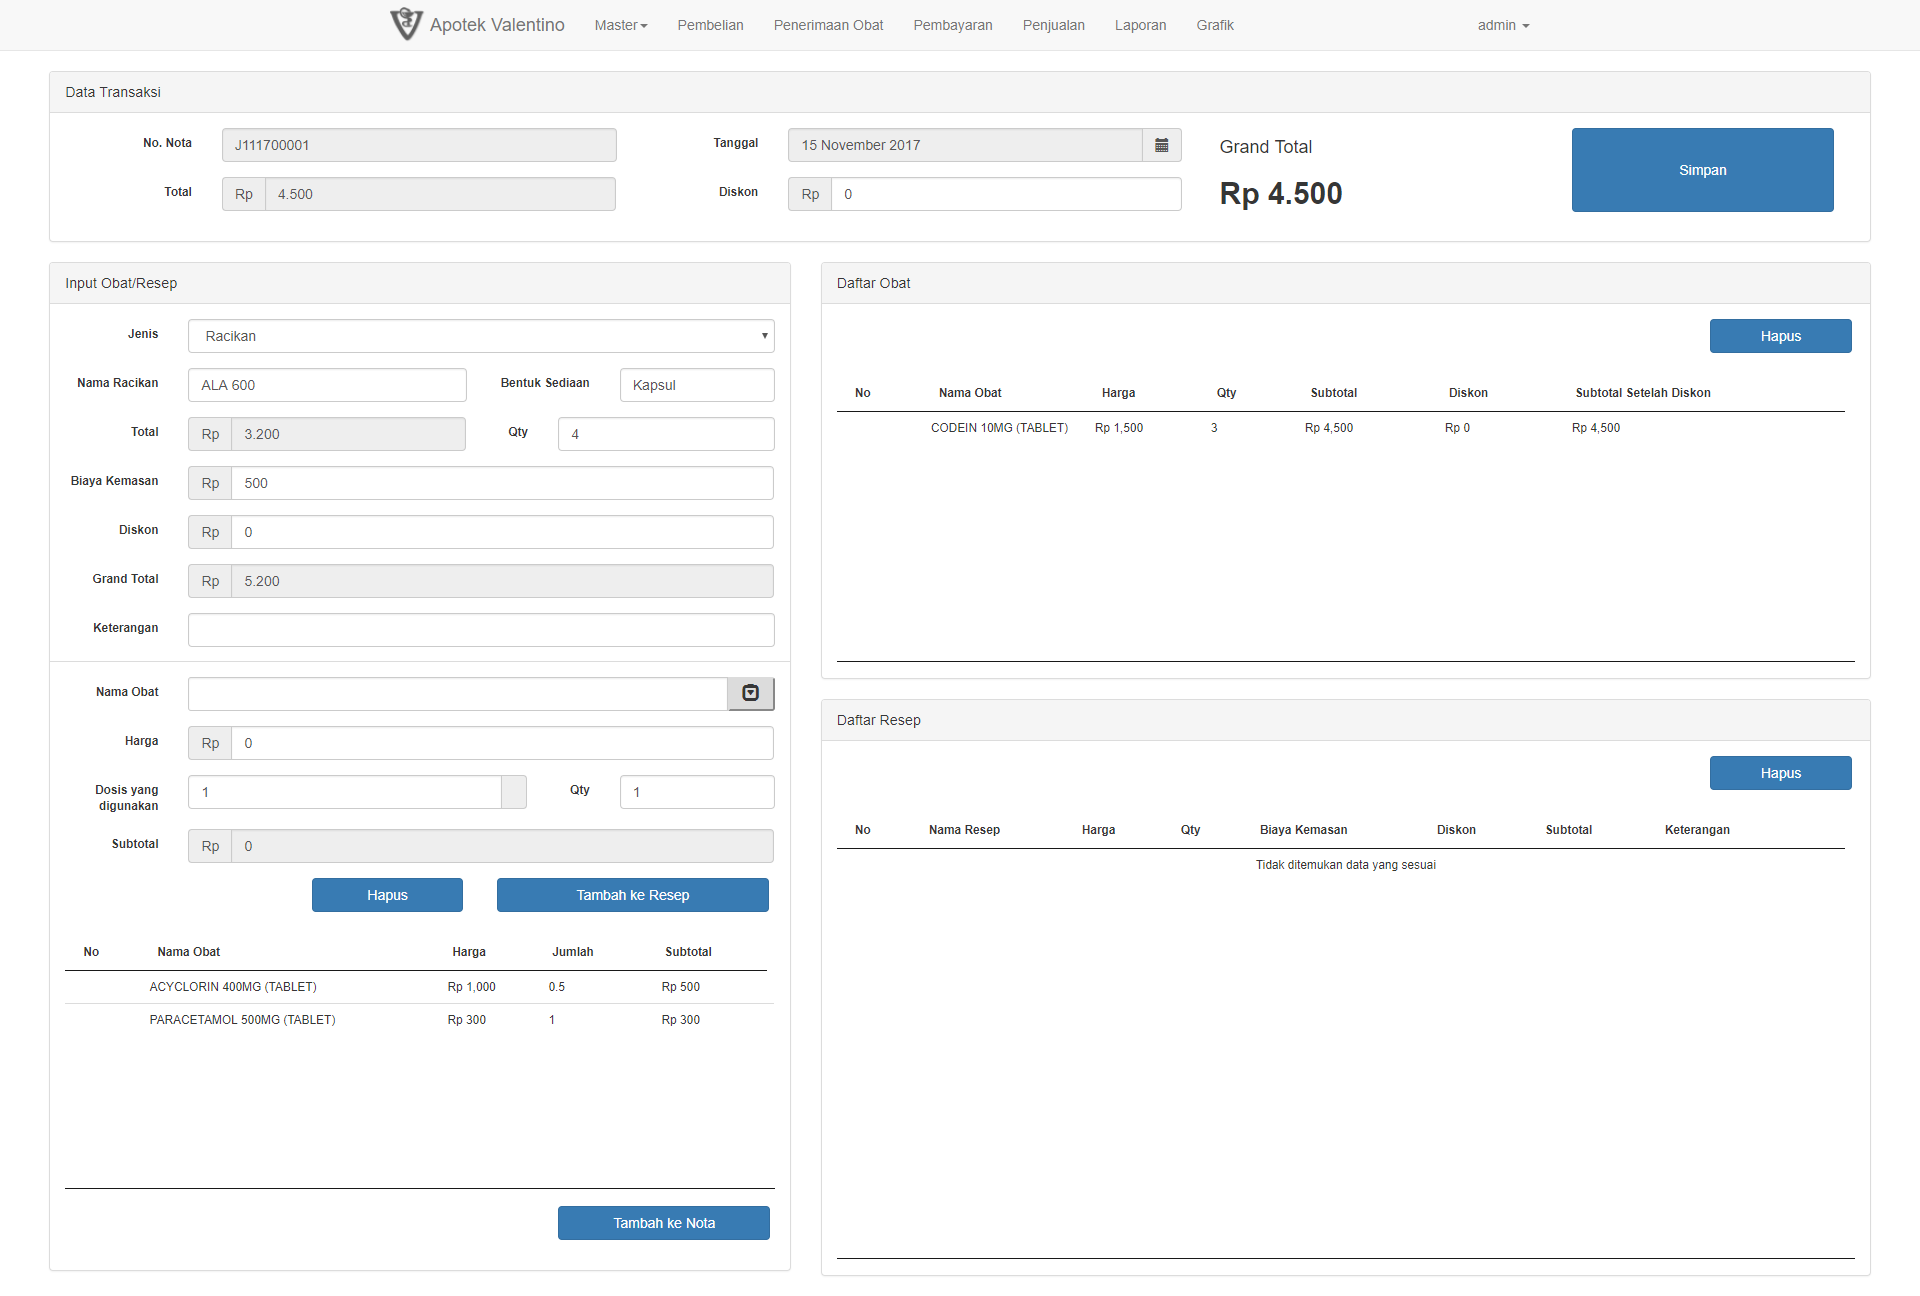 Apotek Valentino Master Pembelian Penerimaan Obat Pembayaran Penjualan Laporan Grafik admin
Data Transaksi
No. Nota J111700001 Tanggal 15 November 2017
Total Rp 4.500 Diskon Rp 0
Grand Total
Rp 4.500
Simpan
Input Obat/Resep
Jenis Racikan
Nama Racikan ALA 600 Bentuk Sediaan Kapsul
Total Rp 3.200 Qty 4
Biaya Kemasan Rp 500
Diskon Rp 0
Grand Total Rp 5.200
Keterangan
Nama Obat
Harga Rp 0
Dosis yang
digunakan 1 Qty 1
Subtotal Rp 0
Hapus Tambah ke Resep
No Nama Obat Harga Jumlah Subtotal
ACYCLORIN 400MG (TABLET) Rp 1,000 0.5 Rp 500
PARACETAMOL 500MG (TABLET) Rp 300 1 Rp 300
Tambah ke Nota
Daftar Obat
Hapus
No Nama Obat Harga Qty Subtotal Diskon Subtotal Setelah Diskon
CODEIN 10MG (TABLET) Rp 1,500 3 Rp 4,500 Rp 0 Rp 4,500
Daftar Resep
Hapus
No Nama Resep Harga Qty Biaya Kemasan Diskon Subtotal Keterangan
Tidak ditemukan data yang sesuai